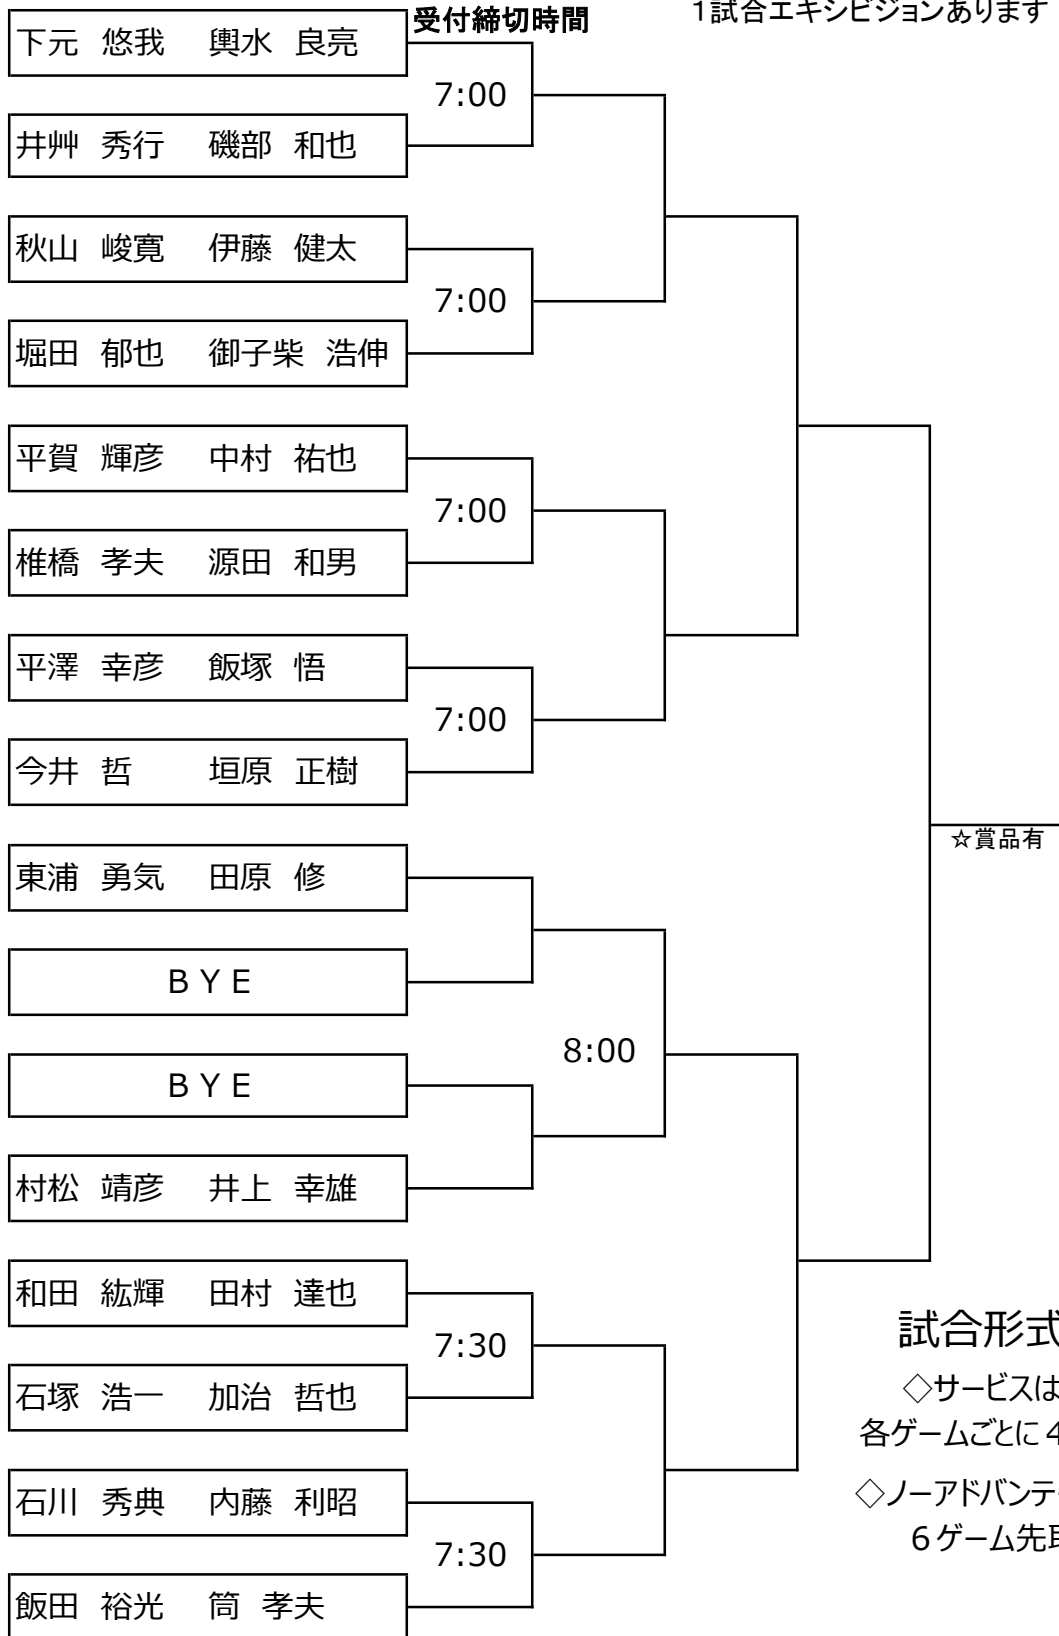 受付締切時間
1試合エキシビジョンあります
下元 悠我 輿水 良亮
7:00
井艸 秀行 磯部 和也
秋山 峻寛 伊藤 健太
7:00
堀田 郁也 御子柴 浩伸
平賀 輝彦 中村 祐也
7:00
椎橋 孝夫 源田 和男
平澤 幸彦 飯塚 悟
7:00
今井 哲 垣原 正樹
☆賞品有
東浦 勇気 田原 修
ＢＹＥ
8:00
ＢＹＥ
村松 靖彦 井上 幸雄
和田 紘輝 田村 達也
7:30
石塚 浩一 加治 哲也
石川 秀典 内藤 利昭
7:30
飯田 裕光 筒 孝夫
試合形式
◇サービスは
各ゲームごとに４
◇ノーアドバンテ
６ゲーム先取